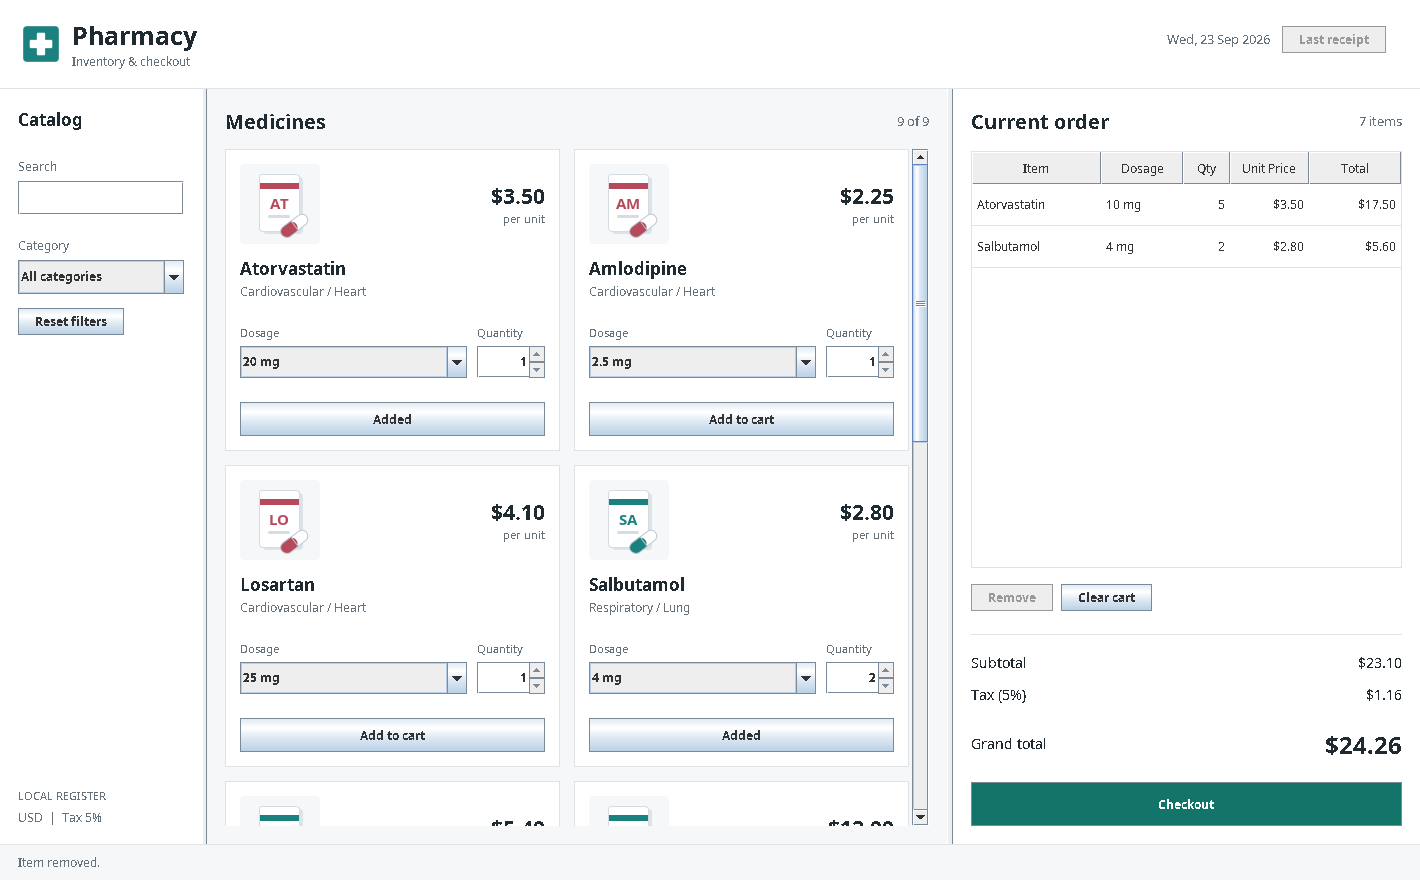 Pharmacy
Inventory & checkout
Wed, 23 Sep 2026
Last receipt
Catalog
Search
Category
All categories
Reset filters
LOCAL REGISTER
USD | Tax 5%
Medicines
9 of 9
AT
$3.50
per unit
Atorvastatin
Cardiovascular / Heart
Dosage
Quantity
20 mg
1
Added
AM
$2.25
per unit
Amlodipine
Cardiovascular / Heart
Dosage
Quantity
2.5 mg
1
Add to cart
LO
$4.10
per unit
Losartan
Cardiovascular / Heart
Dosage
Quantity
25 mg
1
Add to cart
SA
$2.80
per unit
Salbutamol
Respiratory / Lung
Dosage
Quantity
4 mg
2
Added
Current order
7 items
Item Dosage Qty Unit Price Total
Atorvastatin 10 mg 5 $3.50 $17.50
Salbutamol 4 mg 2 $2.80 $5.60
Remove
Clear cart
Subtotal $23.10
Tax (5%) $1.16
Grand total $24.26
Checkout
Item removed.